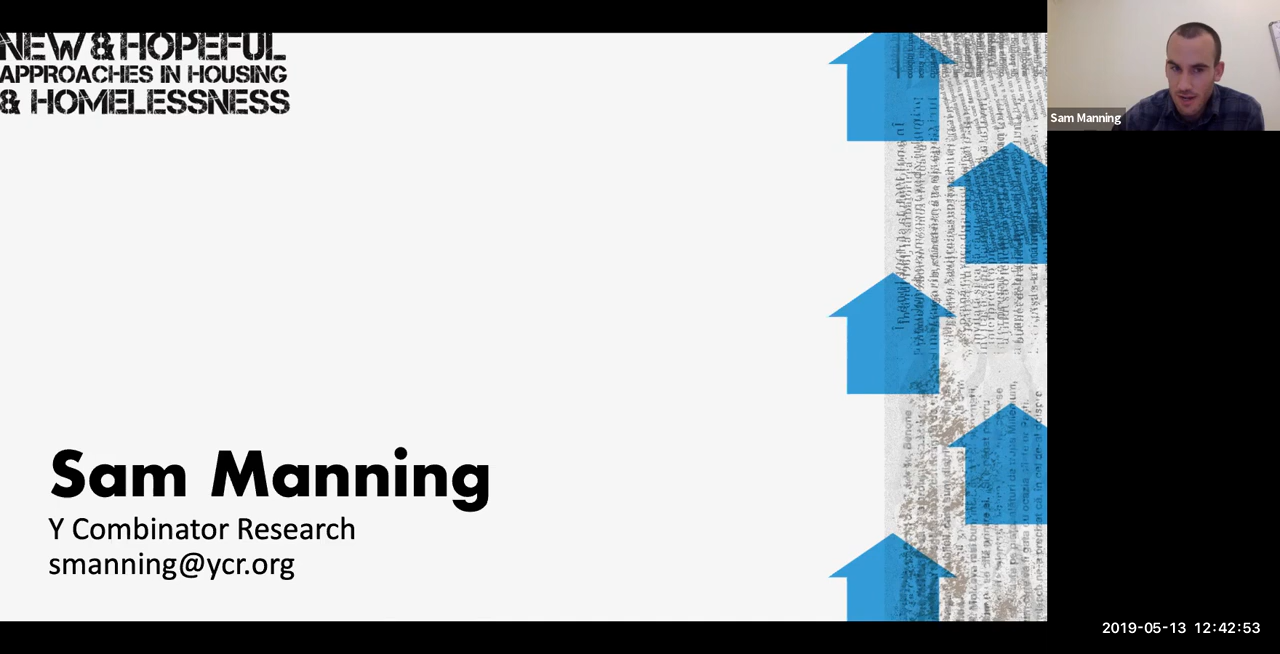 NEW & HOPEFUL
APPROACHES IN HOUSING
& HOMELESSNESS
Sam Manning
Sam Manning
Y Combinator Research
smanning@ycr.org
2019-05-13 12:42:53